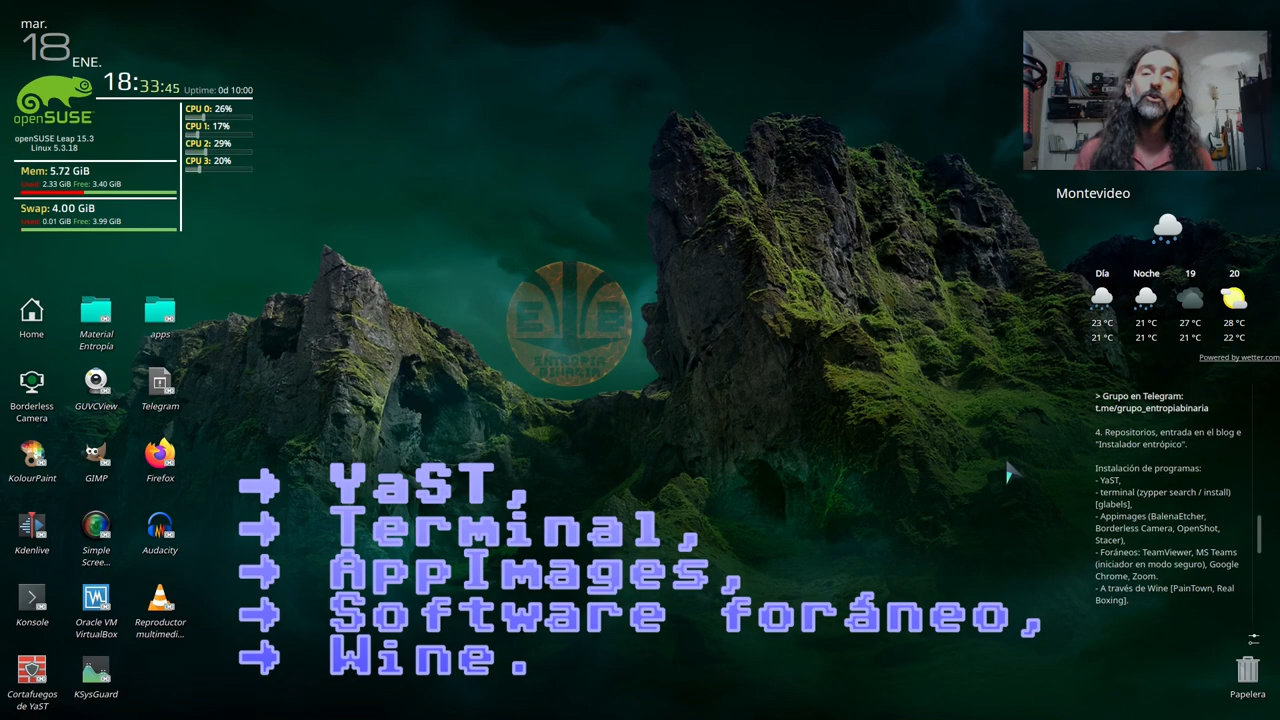 mar.
18
ENE.
18:33:45 Uptime: 0d 10:00
openSUSE
openSUSE Leap 15.3
Linux 5.3.18
CPU 0: 26%
CPU 1: 17%
CPU 2: 29%
CPU 3: 20%
Mem: 5.72 GiB
Used: 2.33 GiB Free: 3.40 GiB
Swap: 4.00 GiB
Used: 0.01 GiB Free: 3.99 GiB
Home
Material
Entropía
apps
Borderless
Camera
GUVCView
Telegram
KolourPaint
GIMP
Firefox
Kdenlive
Simple
Scree...
Audacity
Konsole
Oracle VM
VirtualBox
Reproductor
multimedi...
Cortafuegos
de YaST
KSysGuard
E E
ENTROPIA
BINARIA
→ YaST,
→ Terminal,
→ AppImages,
→ Software foráneo,
→ Wine.
Montevideo
Día Noche 19 20
23 °C 21 °C 27 °C 28 °C
21 °C 21 °C 21 °C 22 °C
Powered by wetter.com
> Grupo en Telegram:
t.me/grupo_entropiabinaria
4. Repositorios, entrada en el blog e
"Instalador entrópico".
Instalación de programas:
- YaST,
- terminal (zypper search / install)
[glabels],
- Appimages (BalenaEtcher,
Borderless Camera, OpenShot,
Stacer),
- Foráneos: TeamViewer, MS Teams
(iniciador en modo seguro), Google
Chrome, Zoom.
- A través de Wine [PainTown, Real
Boxing].
Papelera